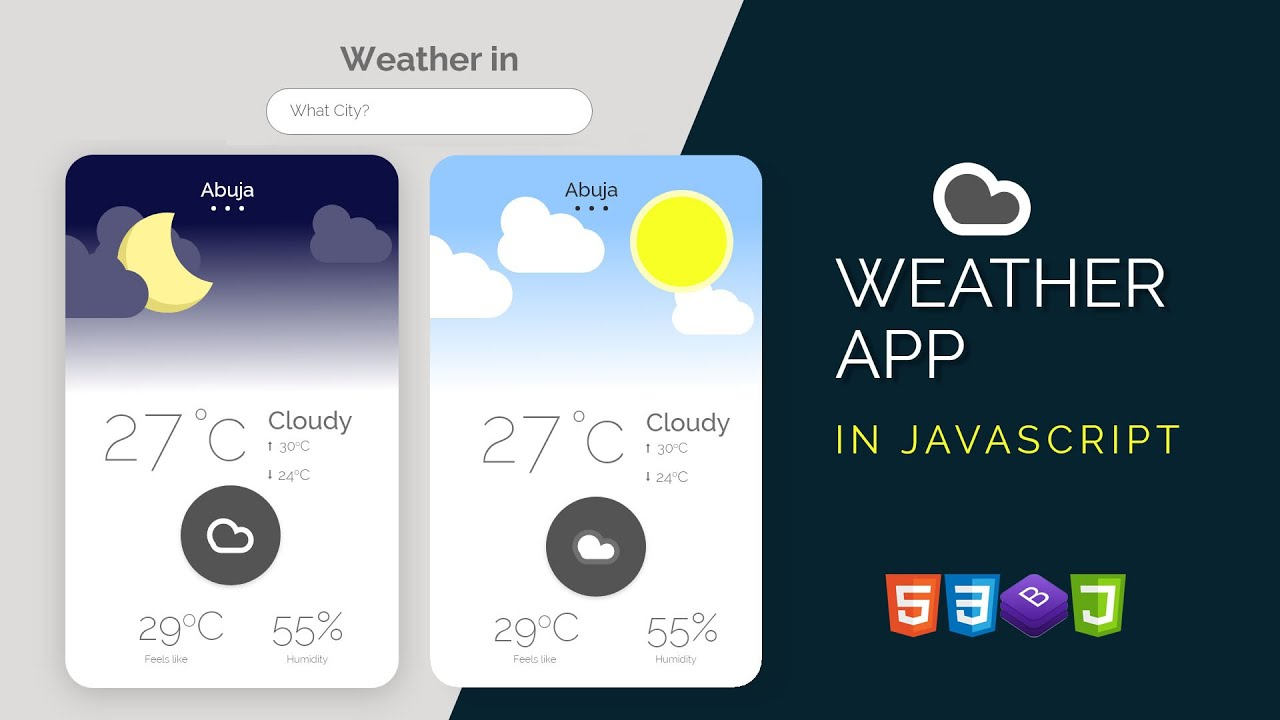 Weather in
What City?
Abuja
27°C
Cloudy
↑ 30°C
↓ 24°C
29°C
Feels like
55%
Humidity
Abuja
27°C
Cloudy
↑ 30°C
↓ 24°C
29°C
Feels like
55%
Humidity
WEATHER
APP
IN JAVASCRIPT
5 3 B J